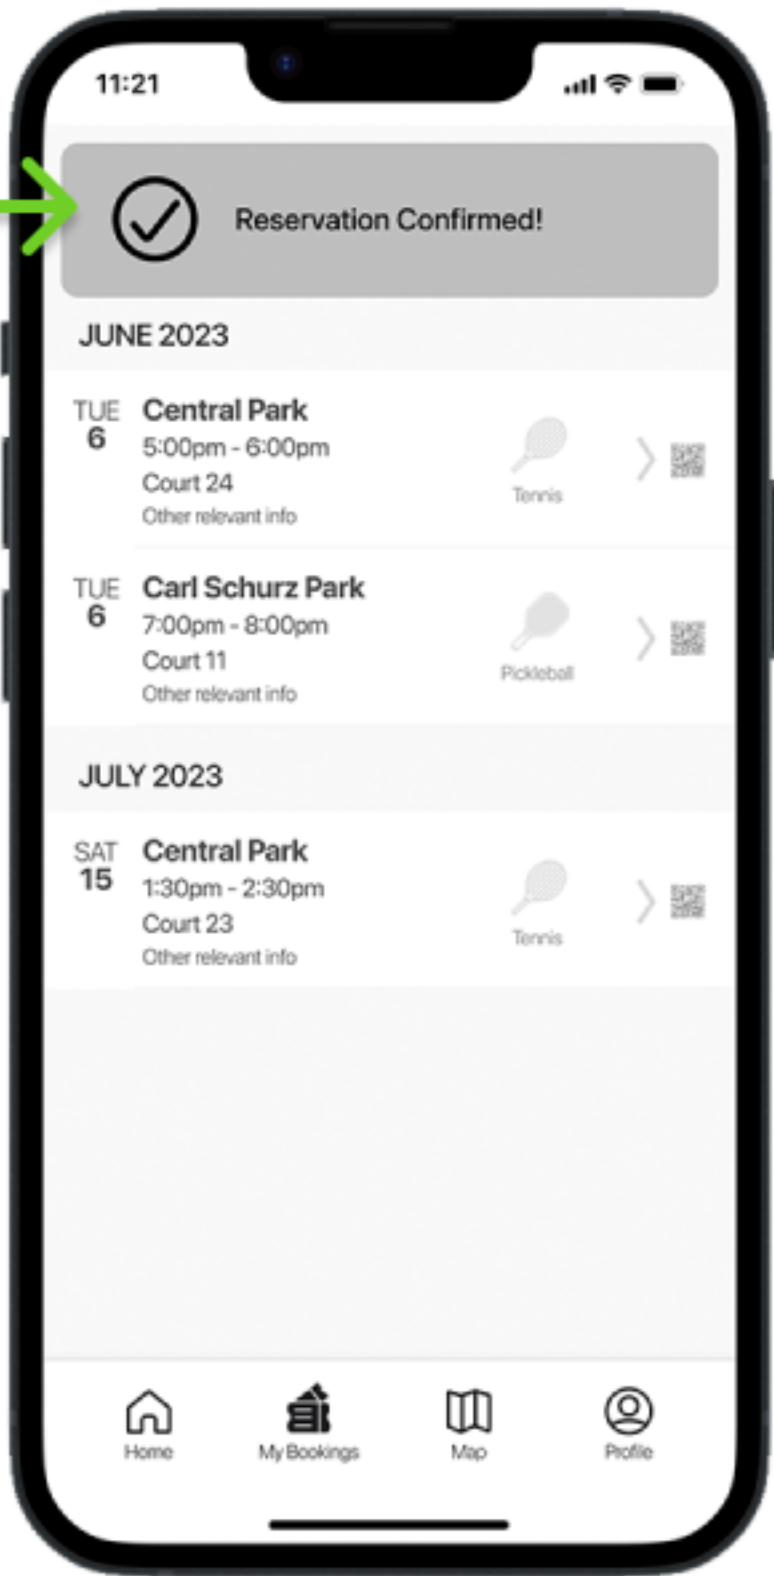 11:21
Reservation Confirmed!
JUNE 2023
TUE
6
Central Park
5:00pm - 6:00pm
Court 24
Other relevant info
Tennis
TUE
6
Carl Schurz Park
7:00pm - 8:00pm
Court 11
Other relevant info
Pickleball
JULY 2023
SAT
15
Central Park
1:30pm - 2:30pm
Court 23
Other relevant info
Tennis
Home
My Bookings
Map
Profile